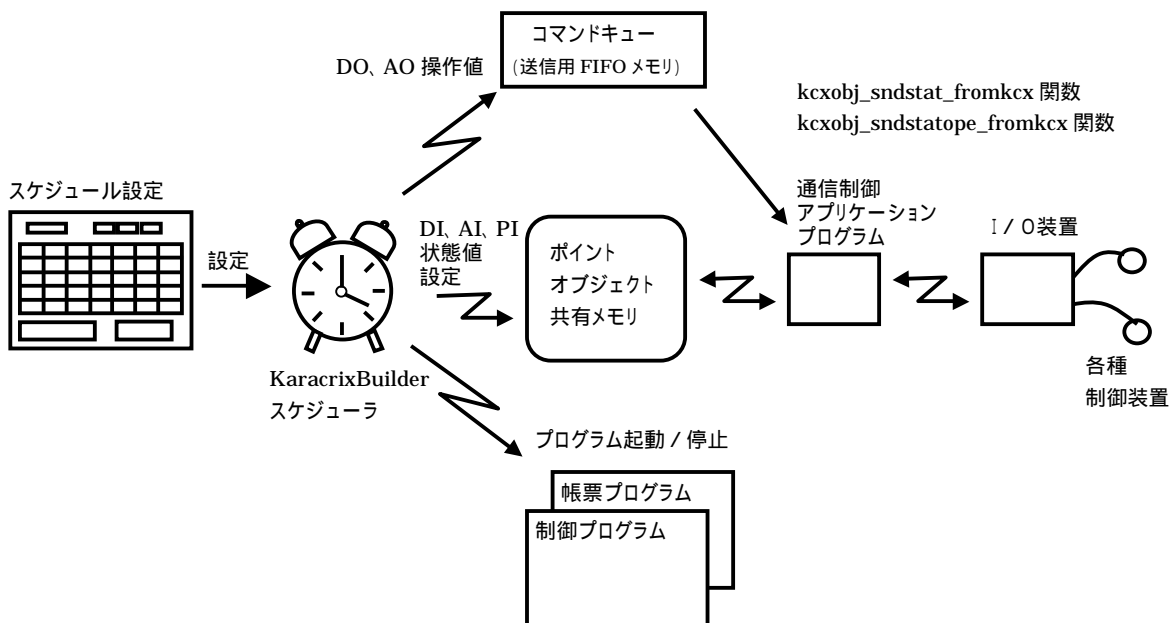 コマンドキュー
(送信用 FIFO メモリ)
DO、AO 操作値
kcxobj_sndstat_fromkcx 関数
kcxobj_sndstatope_fromkcx 関数
スケジュール設定
設定
DI、AI、PI
状態値
設定
ポイント
オブジェクト
共有メモリ
通信制御
アプリケーション
プログラム
I/O装置
各種
制御装置
KaracrixBuilder
スケジューラ
プログラム起動 / 停止
帳票プログラム
制御プログラム